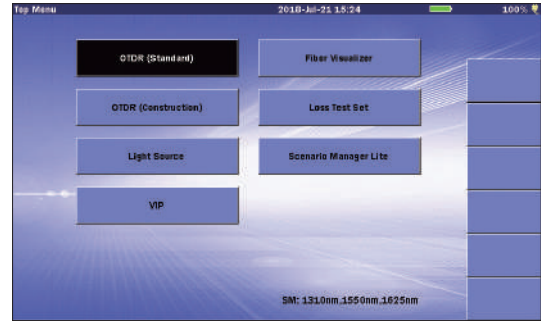 Top Menu 2018-Jul-21 15:24 100%
OTDR (Standard) Fiber Visualizer
OTDR (Construction) Loss Test Set
Light Source Scenario Manager Lite
VIP
SM: 1310nm,1550nm,1625nm